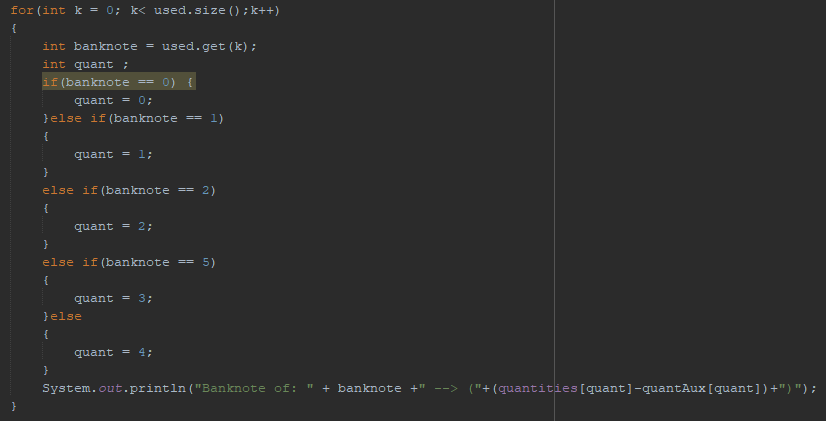 for(int k = 0; k< used.size();k++)
{
    int banknote = used.get(k);
    int quant ;
    if(banknote == 0) {
        quant = 0;
    }else if(banknote == 1)
    {
        quant = 1;
    }
    else if(banknote == 2)
    {
        quant = 2;
    }
    else if(banknote == 5)
    {
        quant = 3;
    }else
    {
        quant = 4;
    }
    System.out.println("Banknote of: " + banknote +" --> ("+(quantities[quant]-quantAux[quant])+")");
}